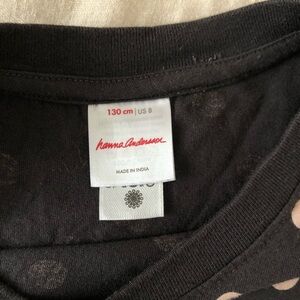 130 cm | US 8
hanna andersson
MADE IN INDIA